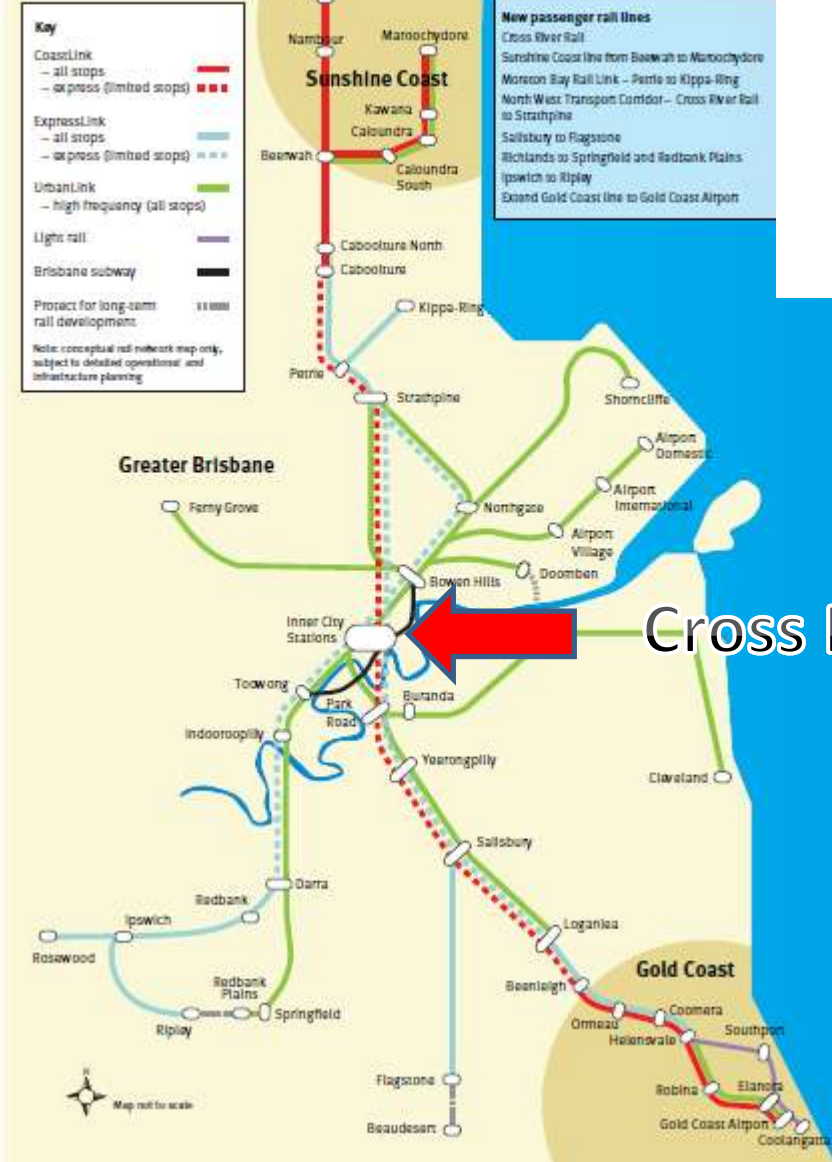 Key
CoastLink
– all stops
– express (limited stops)
ExpressLink
– all stops
– express (limited stops)
UrbanLink
– high frequency (all stops)
Light rail
Brisbane subway
Protect for long-term
rail development
Note: conceptual rail network map only,
subject to detailed operational and
infrastructure planning
New passenger rail lines
Cross River Rail
Sunshine Coast line from Beerwah to Maroochydore
Moreton Bay Rail Link – Petrie to Kippa-Ring
North West Transport Corridor – Cross River Rail
to Strathpine
Salisbury to Flagstone
Richlands to Springfield and Redbank Plains
Ipswich to Ripley
Extend Gold Coast line to Gold Coast Airport
Nambour
Maroochydore
Sunshine Coast
Kawana
Caloundra
Beerwah
Caloundra
South
Caboolture North
Caboolture
Kippa-Ring
Petrie
Strathpine
Shorncliffe
Airport
Domestic
Greater Brisbane
Airport
International
Ferny Grove
Northgate
Airport
Village
Bowen Hills
Doomben
Inner City
Stations
Cross
Toowong
Park
Road
Buranda
Indooroopilly
Yeerongpilly
Cleveland
Salisbury
Darra
Redbank
Ipswich
Rosewood
Loganlea
Gold Coast
Redbank
Plains
Beenleigh
Springfield
Ripley
Ormeau
Coomera
Helensvale
Southport
N
Map not to scale
Flagstone
Robina
Elanora
Beaudesert
Gold Coast Airport
Coolangatta